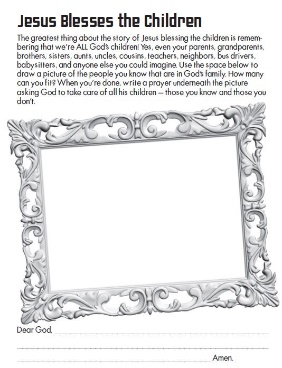 Jesus Blesses the Children
The greatest thing about the story of Jesus blessing the children is remem-
bering that we're ALL God's children! Yes, even your parents, grandparents,
brothers, sisters, aunts, uncles, cousins, teachers, neighbors, bus drivers,
babysitters, and anyone else you could imagine. Use the space below to
draw a picture of the people you know that are in God's family. How many
can you fit? When you're done, write a prayer underneath the picture
asking God to take care of all his children – those you know and those you
don't.
Dear God,
Amen.